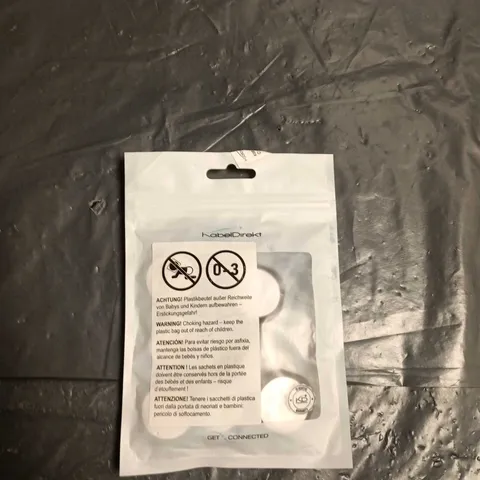 KabelDirekt
0-3
ACHTUNG! Plastikbeutel außer Reichweite
von Babys und Kindern aufbewahren –
Erstickungsgefahr!
WARNING! Choking hazard – keep the
plastic bag out of reach of children.
ATENCIÓN! Para evitar riesgo por asfixia,
mantenga las bolsas de plástico fuera del
alcance de bebés y niños.
ATTENTION ! Les sachets en plastique
doivent être conservés hors de la portée
des bébés et des enfants – risque
d'étouffement !
ATTENZIONE! Tenere i sacchetti di plastica
fuori dalla portata di neonati e bambini:
pericolo di soffocamento.
GET CONNECTED